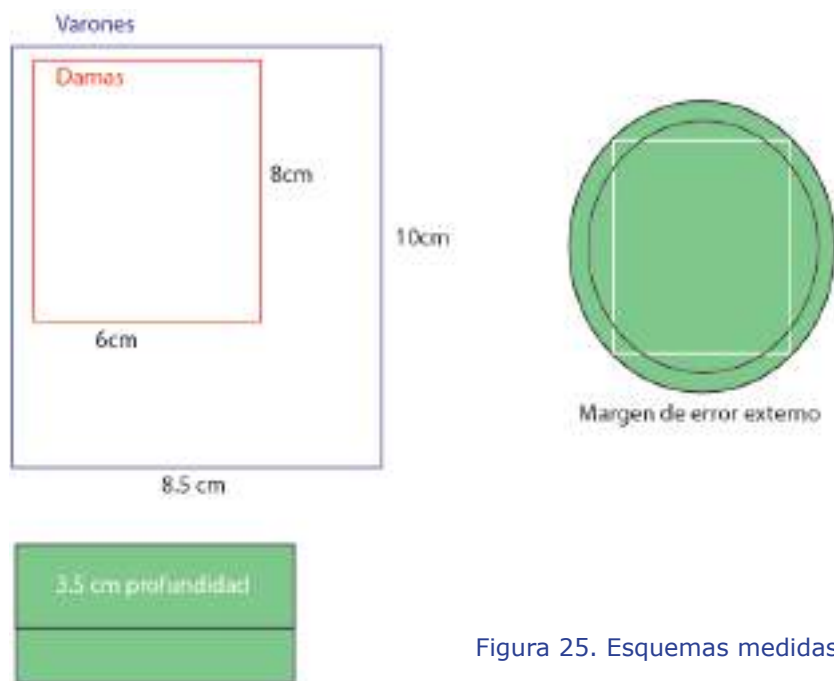 Varones
Damas
8cm
10cm
6cm
8.5 cm
Margen de error externo
3.5 cm profundidad
Figura 25. Esquemas medidas